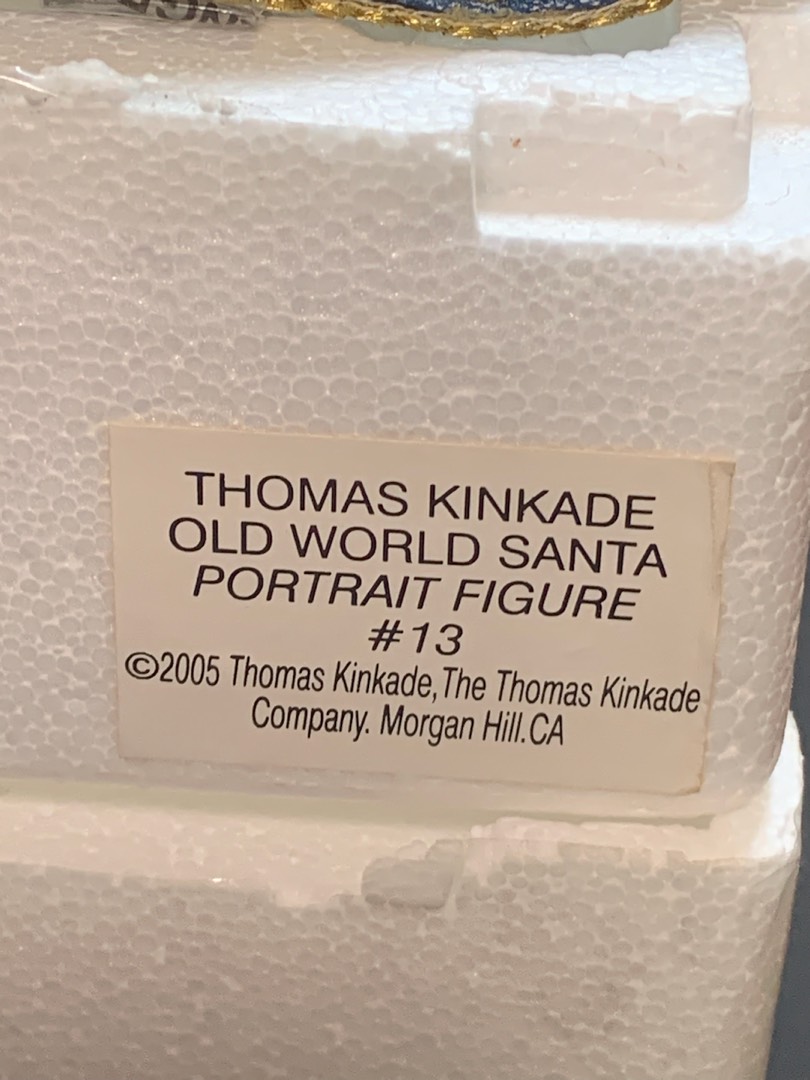 THOMAS KINKADE
OLD WORLD SANTA
PORTRAIT FIGURE
#13
©2005 Thomas Kinkade,The Thomas Kinkade
Company. Morgan Hill.CA